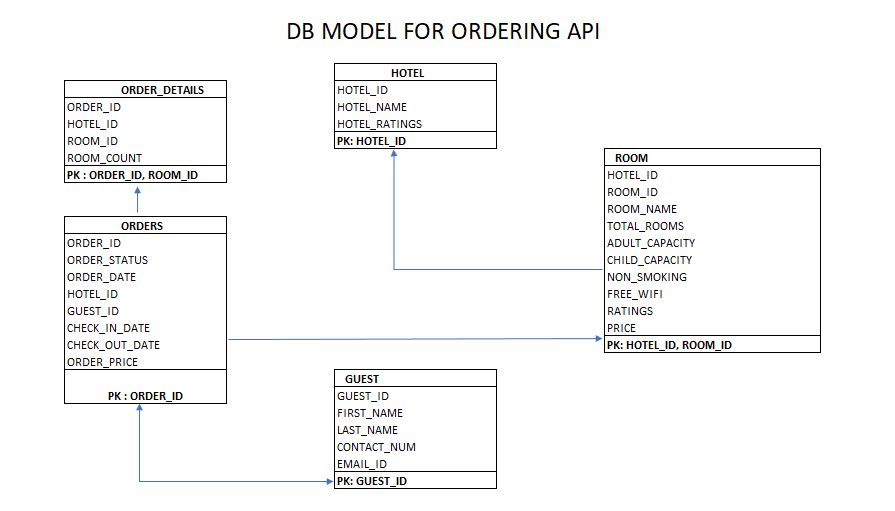 DB MODEL FOR ORDERING API
ORDER_DETAILS
ORDER_ID
HOTEL_ID
ROOM_ID
ROOM_COUNT
PK : ORDER_ID, ROOM_ID
HOTEL
HOTEL_ID
HOTEL_NAME
HOTEL_RATINGS
PK: HOTEL_ID
ROOM
HOTEL_ID
ROOM_ID
ROOM_NAME
TOTAL_ROOMS
ADULT_CAPACITY
CHILD_CAPACITY
NON_SMOKING
FREE_WIFI
RATINGS
PRICE
PK: HOTEL_ID, ROOM_ID
ORDERS
ORDER_ID
ORDER_STATUS
ORDER_DATE
HOTEL_ID
GUEST_ID
CHECK_IN_DATE
CHECK_OUT_DATE
ORDER_PRICE
PK : ORDER_ID
GUEST
GUEST_ID
FIRST_NAME
LAST_NAME
CONTACT_NUM
EMAIL_ID
PK: GUEST_ID